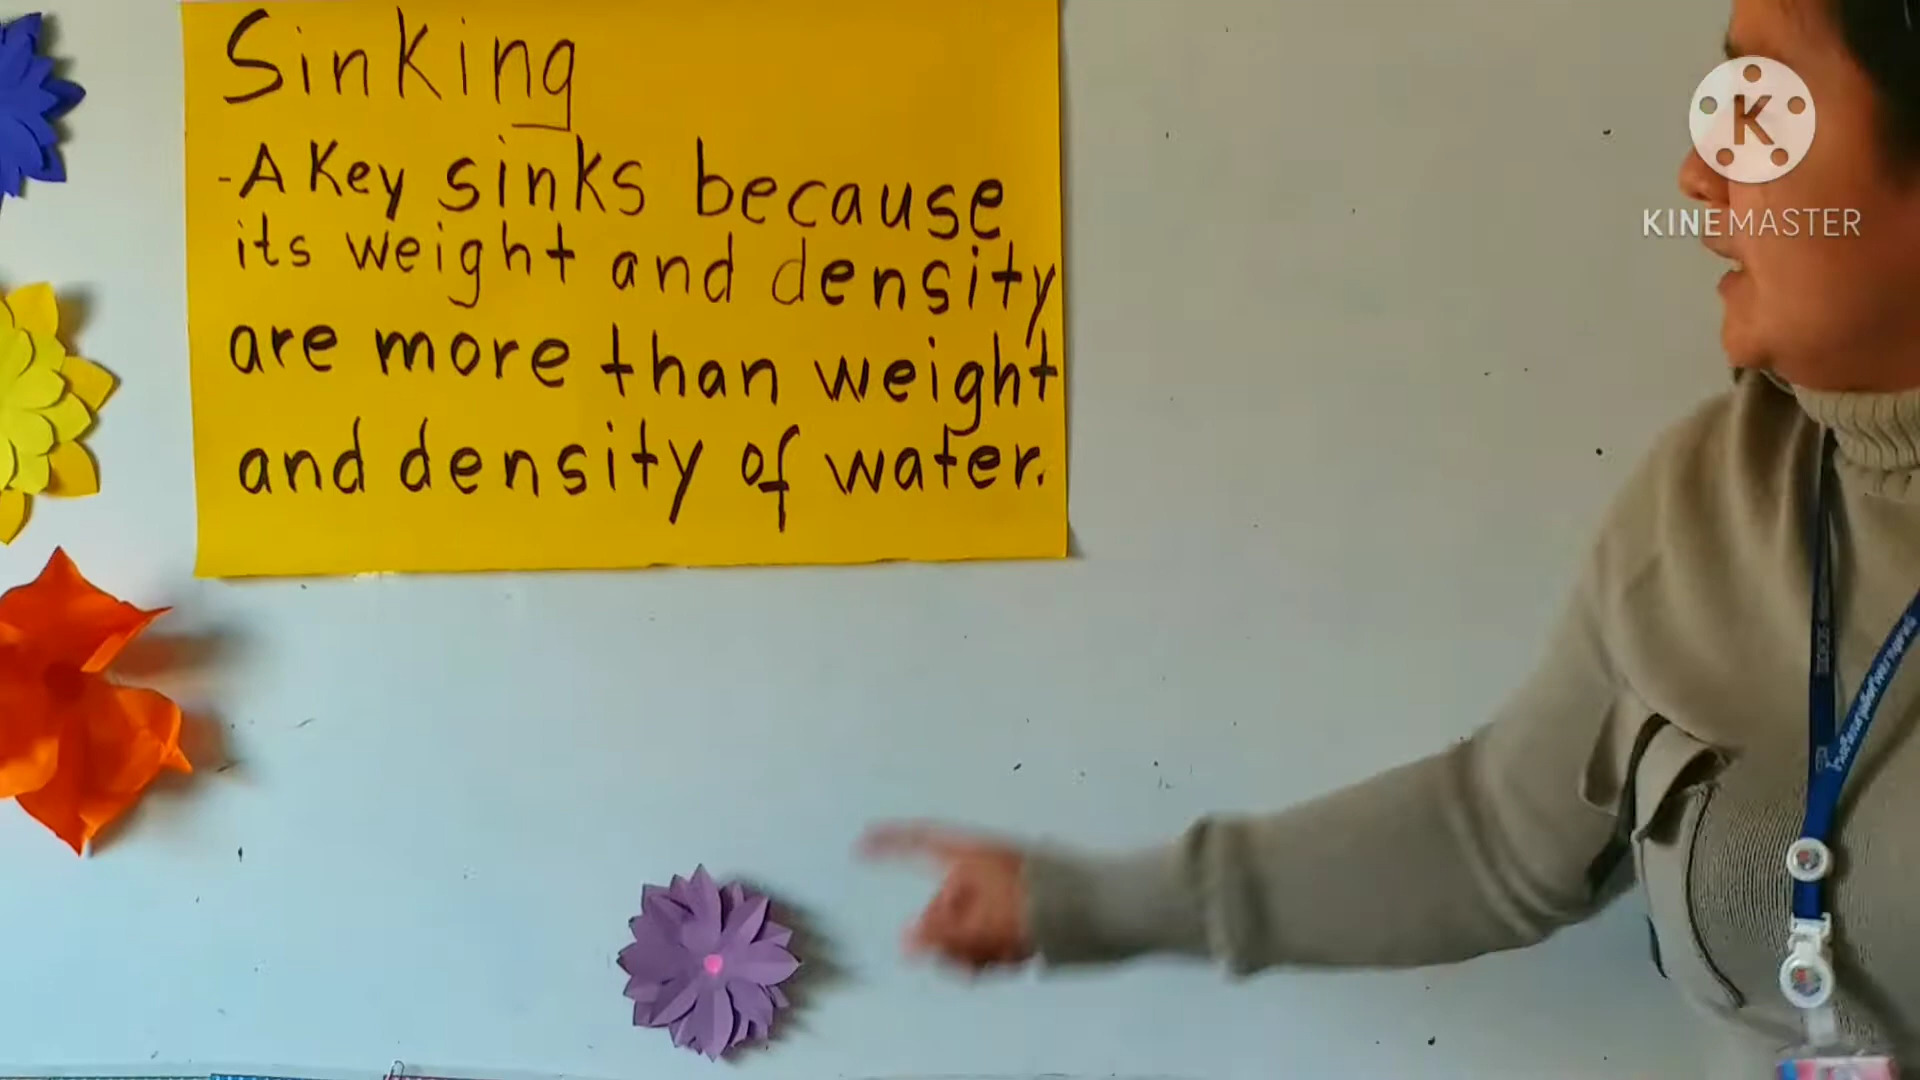 Sinking
-A Key sinks because
its weight and density
are more than weight
and density of water.
K
KINEMASTER